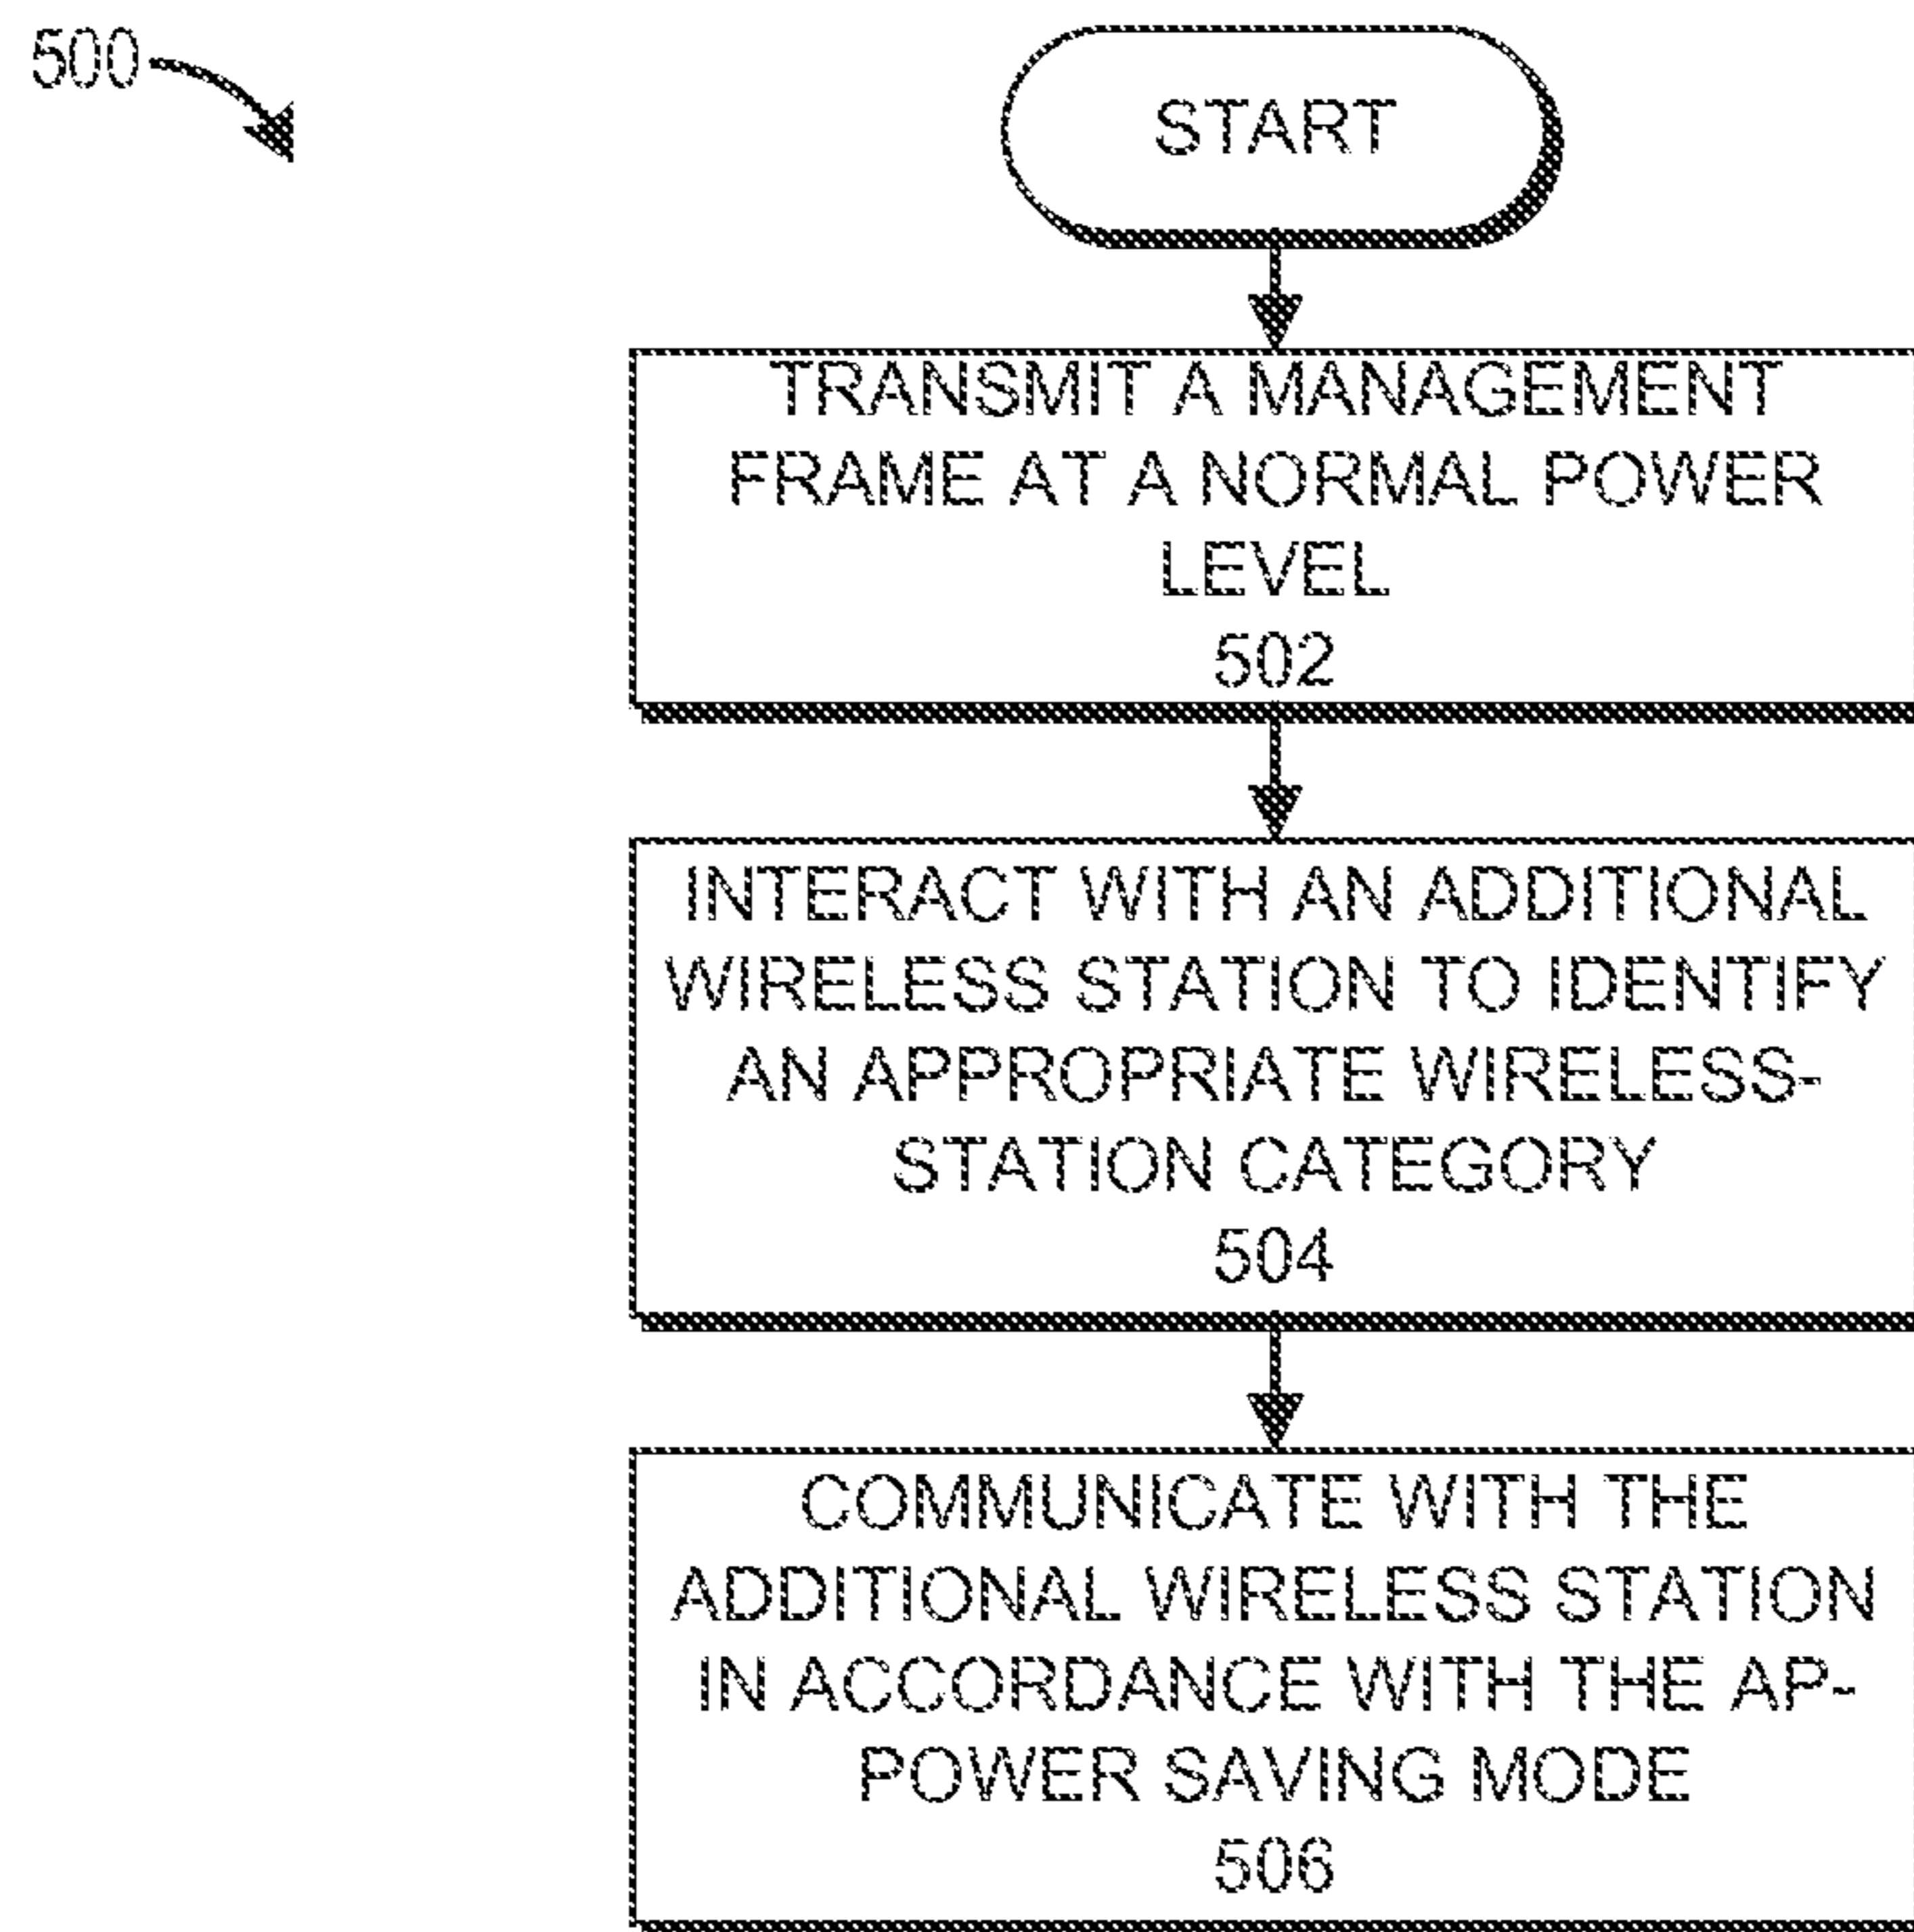 500
START
TRANSMIT A MANAGEMENT
FRAME AT A NORMAL POWER
LEVEL
502
INTERACT WITH AN ADDITIONAL
WIRELESS STATION TO IDENTIFY
AN APPROPRIATE WIRELESS-
STATION CATEGORY
504
COMMUNICATE WITH THE
ADDITIONAL WIRELESS STATION
IN ACCORDANCE WITH THE AP-
POWER SAVING MODE
506